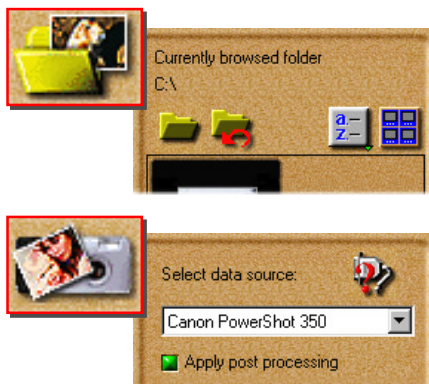 Currently browsed folder
C:\
a.–
z.–
Select data source:
Canon PowerShot 350
Apply post processing